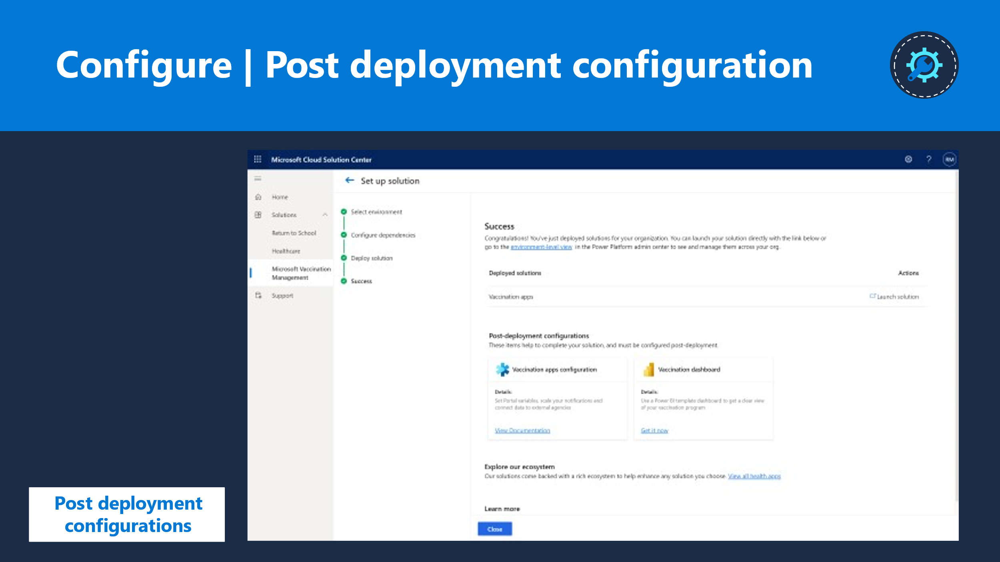 Configure | Post deployment configuration
Microsoft Cloud Solution Center
?
RM
Set up solution
Home
Solutions
Return to School
Healthcare
Microsoft Vaccination
Management
Support
Select environment
Configure dependencies
Deploy solution
Success
Success
Congratulations! You've just deployed solutions for your organization. You can launch your solution directly with the link below or
go to the environment-level view in the Power Platform admin center to see and manage them across your org.
Deployed solutions
Actions
Vaccination apps
Launch solution
Post-deployment configurations
These items help to complete your solution, and must be configured post-deployment.
Vaccination apps configuration
Details:
Set Portal variables, scale your notifications and
connect data to external agencies
View Documentation
Vaccination dashboard
Details:
Use a Power BI template dashboard to get a clear view
of your vaccination program
Get it now
Explore our ecosystem
Our solutions come backed with a rich ecosystem to help enhance any solution you choose. View all health apps
Learn more
Close
Post deployment
configurations